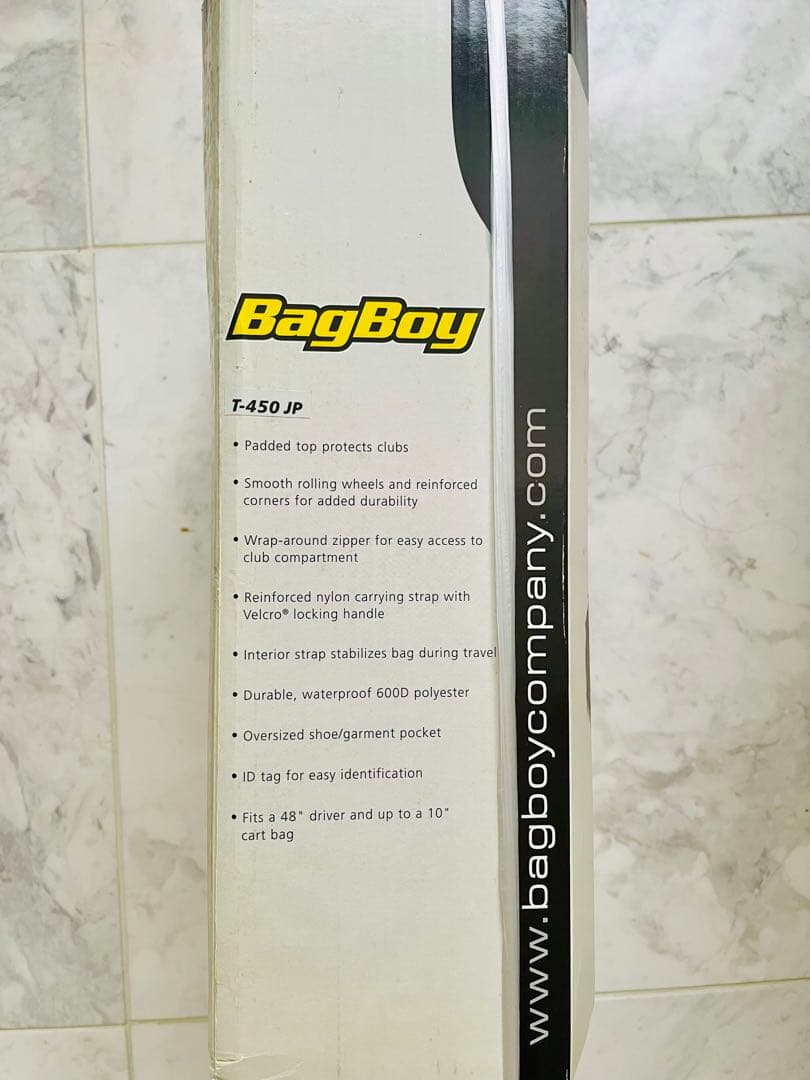 BagBoy
T-450 JP
• Padded top protects clubs
• Smooth rolling wheels and reinforced
corners for added durability
• Wrap-around zipper for easy access to
club compartment
• Reinforced nylon carrying strap with
Velcro® locking handle
• Interior strap stabilizes bag during travel
• Durable, waterproof 600D polyester
• Oversized shoe/garment pocket
• ID tag for easy identification
• Fits a 48" driver and up to a 10"
cart bag
www.bagboycompany.com